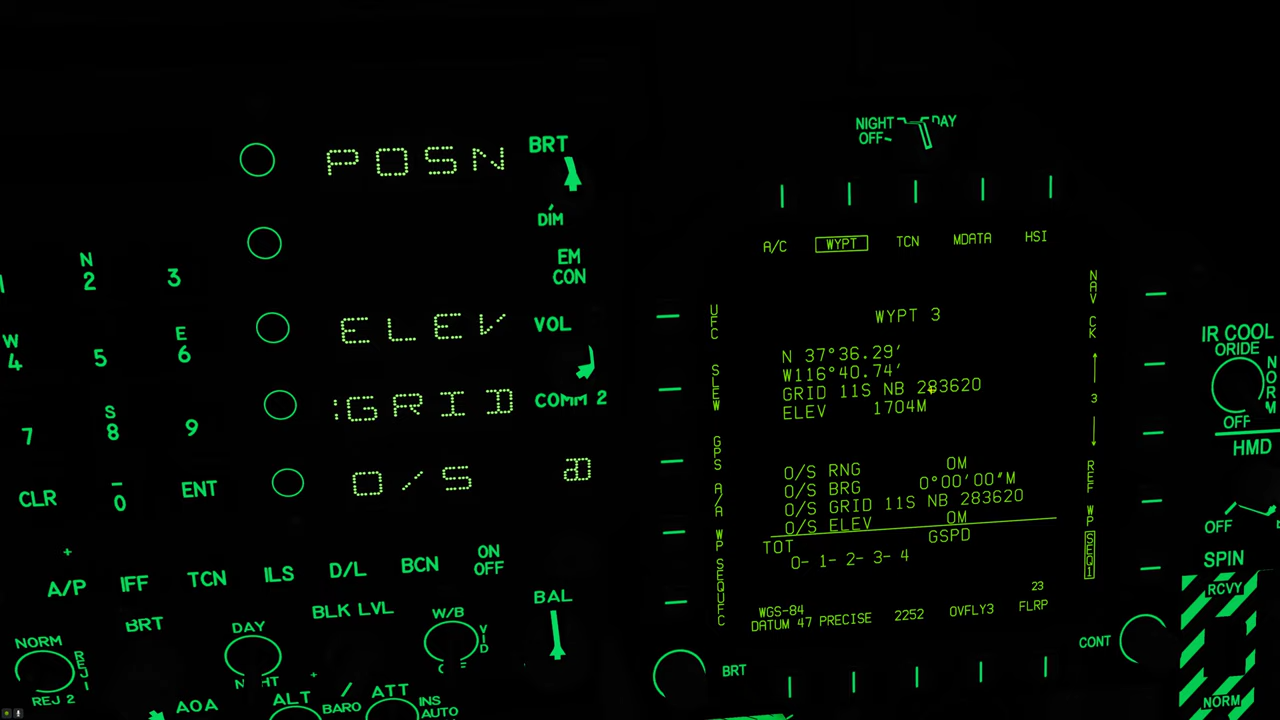 POSN
ELEV
:GRID
O/S
BRT
DIM
EM
CON
VOL
COMM 2
N
2
3
W
4
5
E
6
7
S
8
9
CLR
-
0
ENT
+
A/P
IFF
TCN
ILS
D/L
BCN
ON
OFF
BRT
BLK LVL
W/B
VID
BAL
NORM
REJ 1
REJ 2
DAY
AOA
ALT
BARO
ATT
INS
AUTO
NIGHT
DAY
OFF
A/C
WYPT
TCN
MDATA
HSI
UFC
SLEW
GPS
A/A WP
SEQUFC
WYPT 3
N 37°36.29′
W116°40.74′
GRID 11S NB 283620
ELEV 1704M
O/S RNG 0M
O/S BRG 0°00′00″M
O/S GRID 11S NB 283620
O/S ELEV 0M
TOT GSPD
0- 1- 2- 3- 4
WGS-84
DATUM 47
PRECISE
2252
OVFLY3
23
FLRP
NAV CK
3
REF WP
SEQ1
BRT
CONT
IR COOL
ORIDE
NORM
OFF
HMD
OFF
SPIN
RCVY
NORM